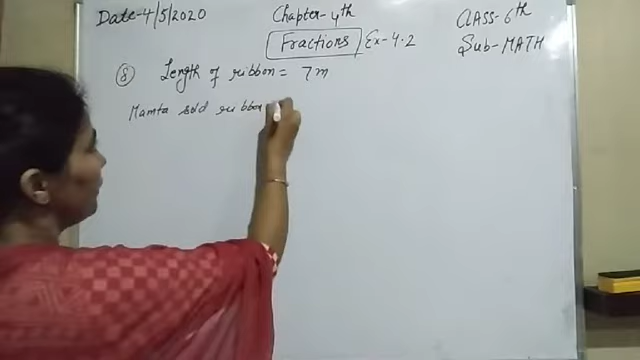 Date-4/5/2020 Chapter-4th CLASS-6th
Fractions Ex-4.2 Sub-MATH
8 Length of ribbon = 7m
Mamta sold ribbon